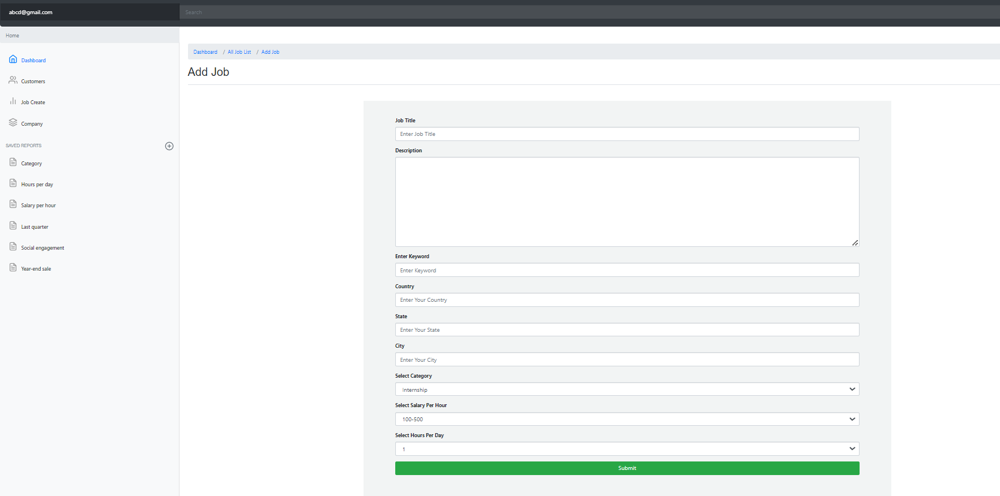 abcd@gmail.com
Search
Home
Dashboard
Customers
Job Create
Company
SAVED REPORTS
Category
Hours per day
Salary per hour
Last quarter
Social engagement
Year-end sale
Dashboard / All Job List / Add Job
Add Job
Job Title
Enter Job Title
Description
Enter Keyword
Enter Keyword
Country
Enter Your Country
State
Enter Your State
City
Enter Your City
Select Category
Internship
Select Salary Per Hour
100-500
Select Hours Per Day
1
Submit